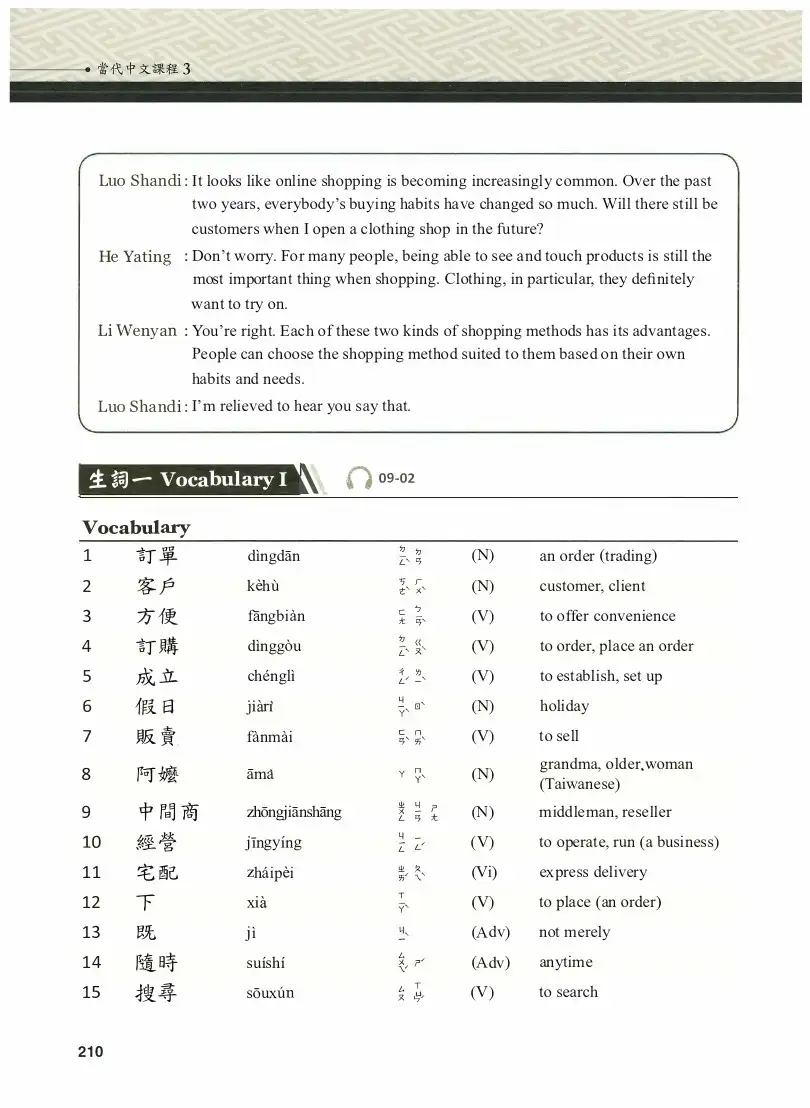 當代中文課程 3
Luo Shandi : It looks like online shopping is becoming increasingly common. Over the past
two years, everybody's buying habits have changed so much. Will there still be
customers when I open a clothing shop in the future?
He Yating : Don't worry. For many people, being able to see and touch products is still the
most important thing when shopping. Clothing, in particular, they definitely
want to try on.
Li Wenyan : You're right. Each of these two kinds of shopping methods has its advantages.
People can choose the shopping method suited to them based on their own
habits and needs.
Luo Shandi : I'm relieved to hear you say that.
生詞一 Vocabulary I 09-02
Vocabulary
1 訂單 dìngdān ㄉㄧㄥˋ ㄉㄢ (N) an order (trading)
2 客戶 kèhù ㄎㄜˋ ㄏㄨˋ (N) customer, client
3 方便 fāngbiàn ㄈㄤ ㄅㄧㄢˋ (V) to offer convenience
4 訂購 dìnggòu ㄉㄧㄥˋ ㄍㄡˋ (V) to order, place an order
5 成立 chénglì ㄔㄥˊ ㄌㄧˋ (V) to establish, set up
6 假日 jiàrì ㄐㄧㄚˋ ㄖˋ (N) holiday
7 販賣 fànmài ㄈㄢˋ ㄇㄞˋ (V) to sell
8 阿嬤 āmà ㄚ ㄇㄚˋ (N) grandma, older woman
(Taiwanese)
9 中間商 zhōngjiānshāng ㄓㄨㄥ ㄐㄧㄢ ㄕㄤ (N) middleman, reseller
10 經營 jīngyíng ㄐㄧㄥ ㄧㄥˊ (V) to operate, run (a business)
11 宅配 zháipèi ㄓㄞˊ ㄆㄟˋ (Vi) express delivery
12 下 xià ㄒㄧㄚˋ (V) to place (an order)
13 既 jì ㄐㄧˋ (Adv) not merely
14 隨時 suíshí ㄙㄨㄟˊ ㄕˊ (Adv) anytime
15 搜尋 sōuxún ㄙㄡ ㄒㄩㄣˊ (V) to search
210